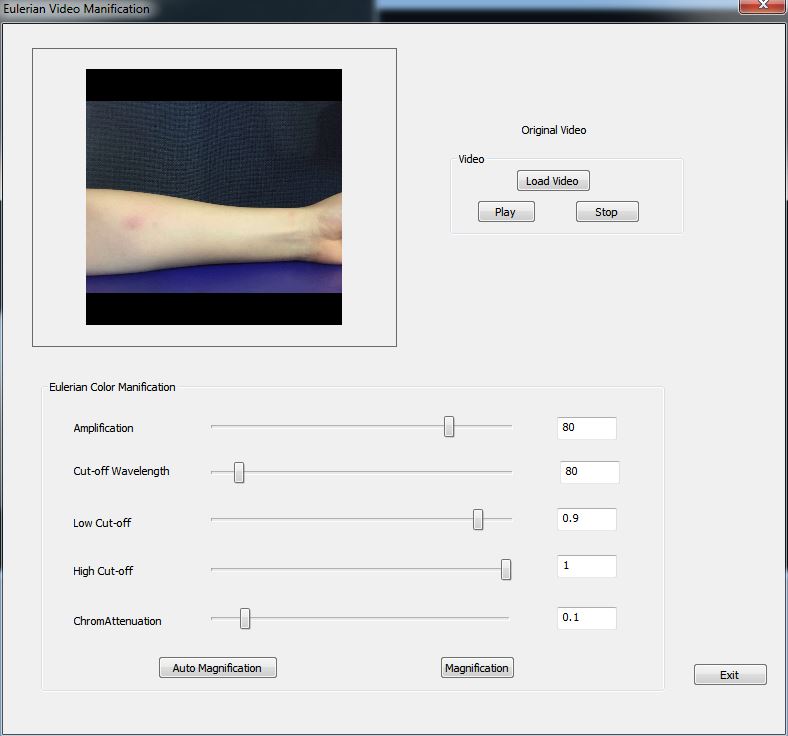 Eulerian Video Manification
Original Video
Video
Load Video
Play
Stop
Eulerian Color Manification
Amplification
80
Cut-off Wavelength
80
Low Cut-off
0.9
High Cut-off
1
ChromAttenuation
0.1
Auto Magnification
Magnification
Exit